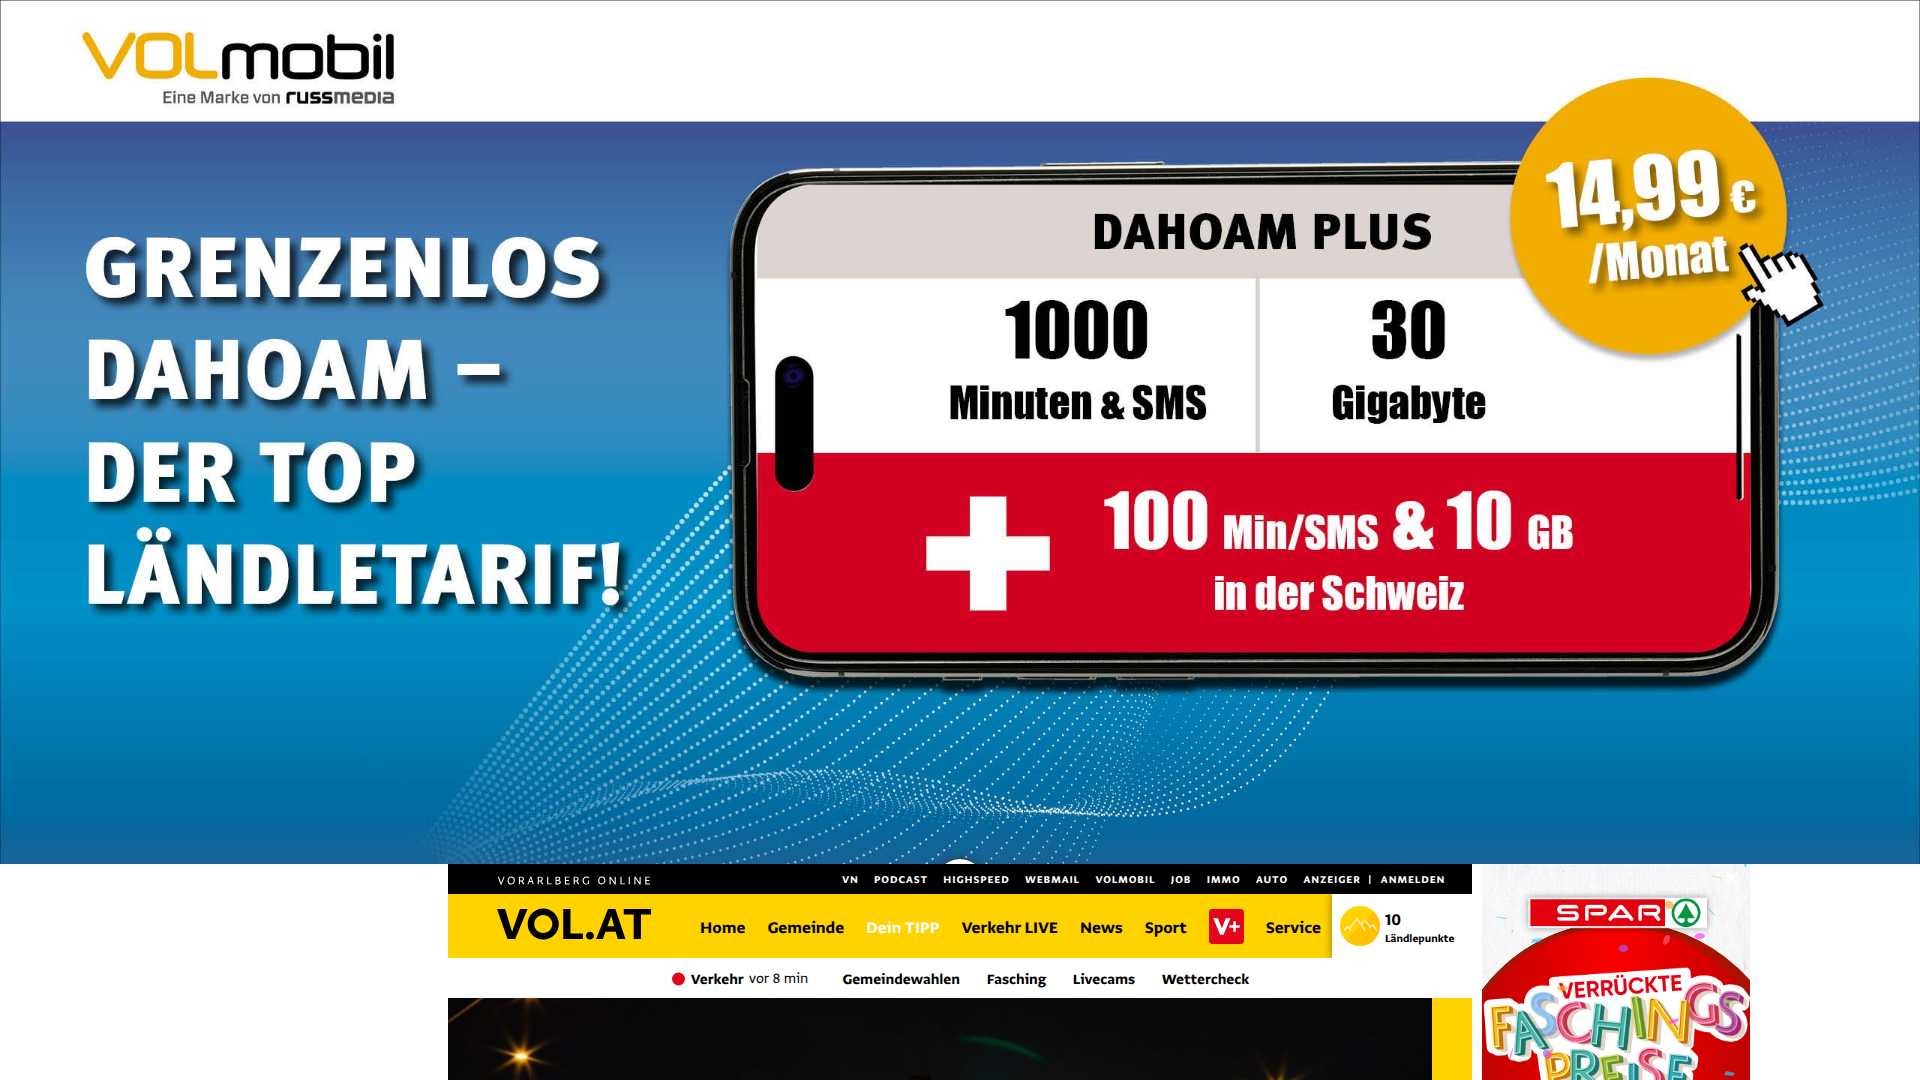 VOLmobil
Eine Marke von russmedia
GRENZENLOS
DAHOAM –
DER TOP
LÄNDLETARIF!
DAHOAM PLUS
14,99 €
/Monat
1000
Minuten & SMS
30
Gigabyte
100 Min/SMS & 10 GB
in der Schweiz
VORARLBERG ONLINE
VN PODCAST HIGHSPEED WEBMAIL VOLMOBIL JOB IMMO AUTO ANZEIGER | ANMELDEN
VOL.AT
Home Gemeinde Dein TIPP Verkehr LIVE News Sport V+ Service
10
Ländlepunkte
Verkehr vor 8 min Gemeindewahlen Fasching Livecams Wettercheck
SPAR
VERRÜCKTE
FASCHINGS
PREISE